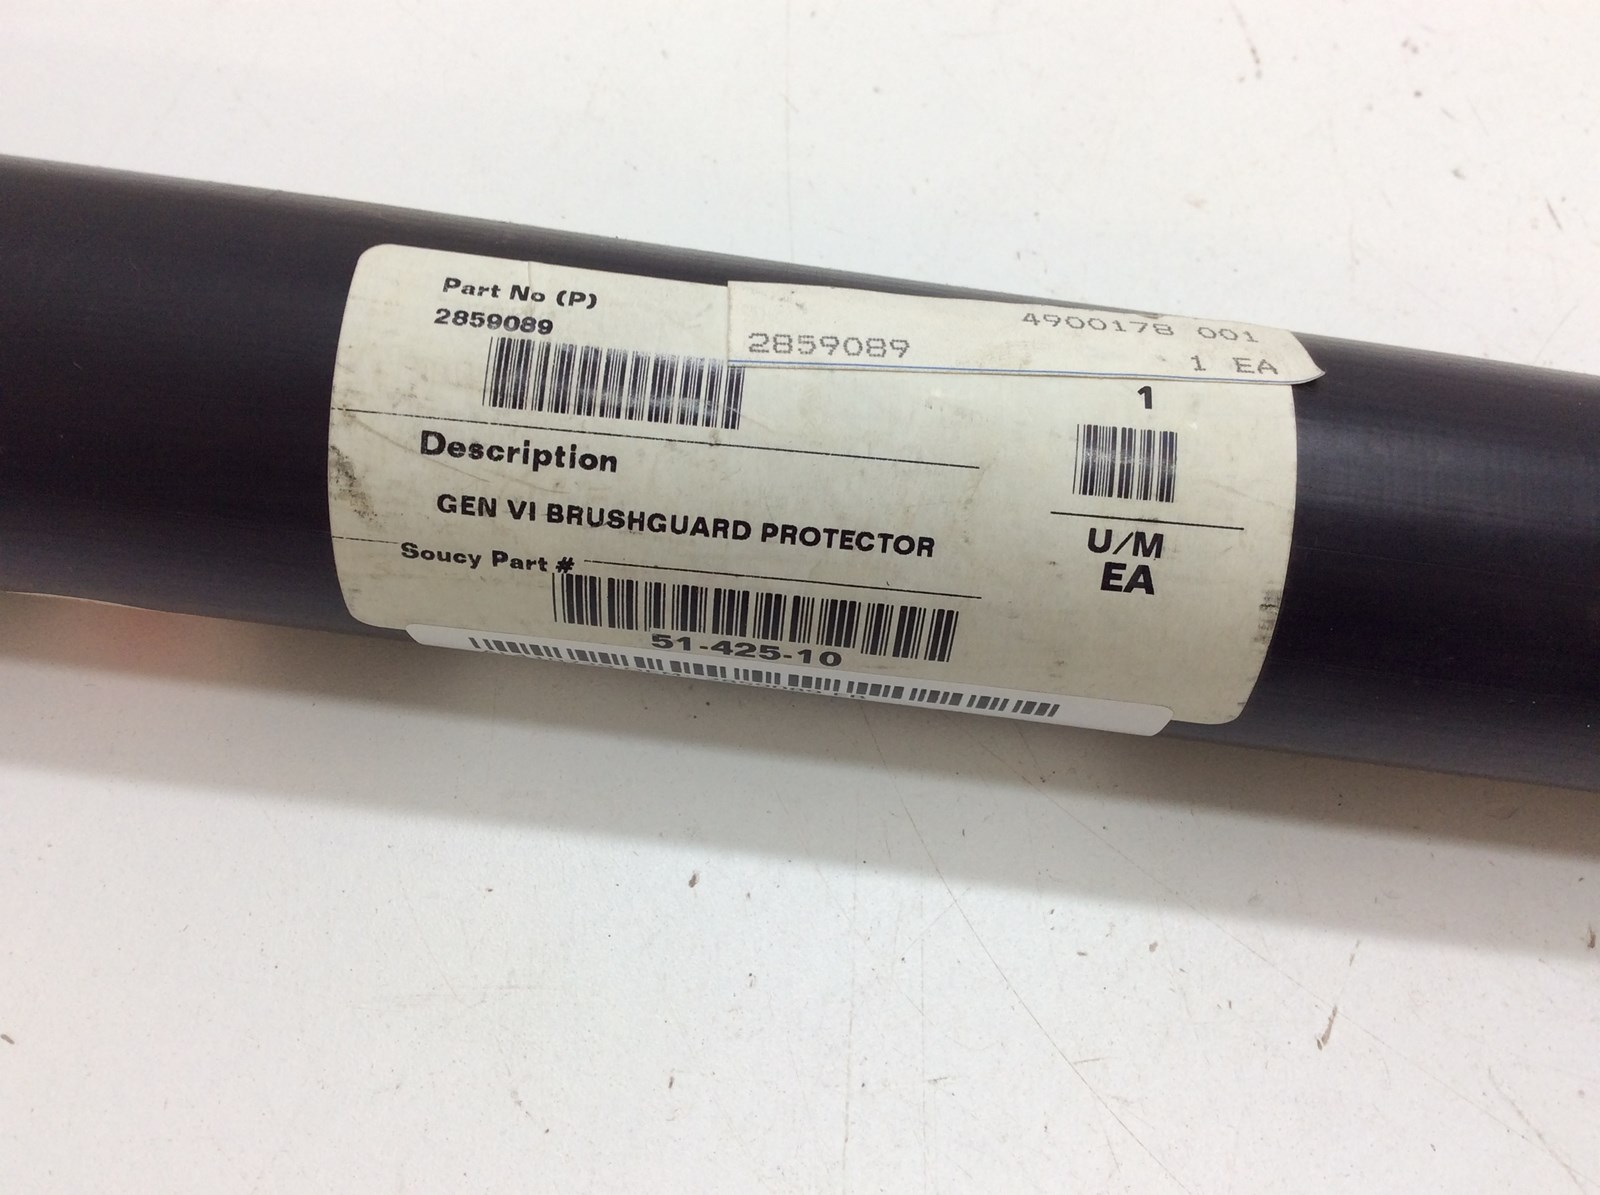 Part No (P)
2859089
4900178 001
2859089
1 EA
1
Description
GEN VI BRUSHGUARD PROTECTOR
U/M
EA
Soucy Part #
51-425-10